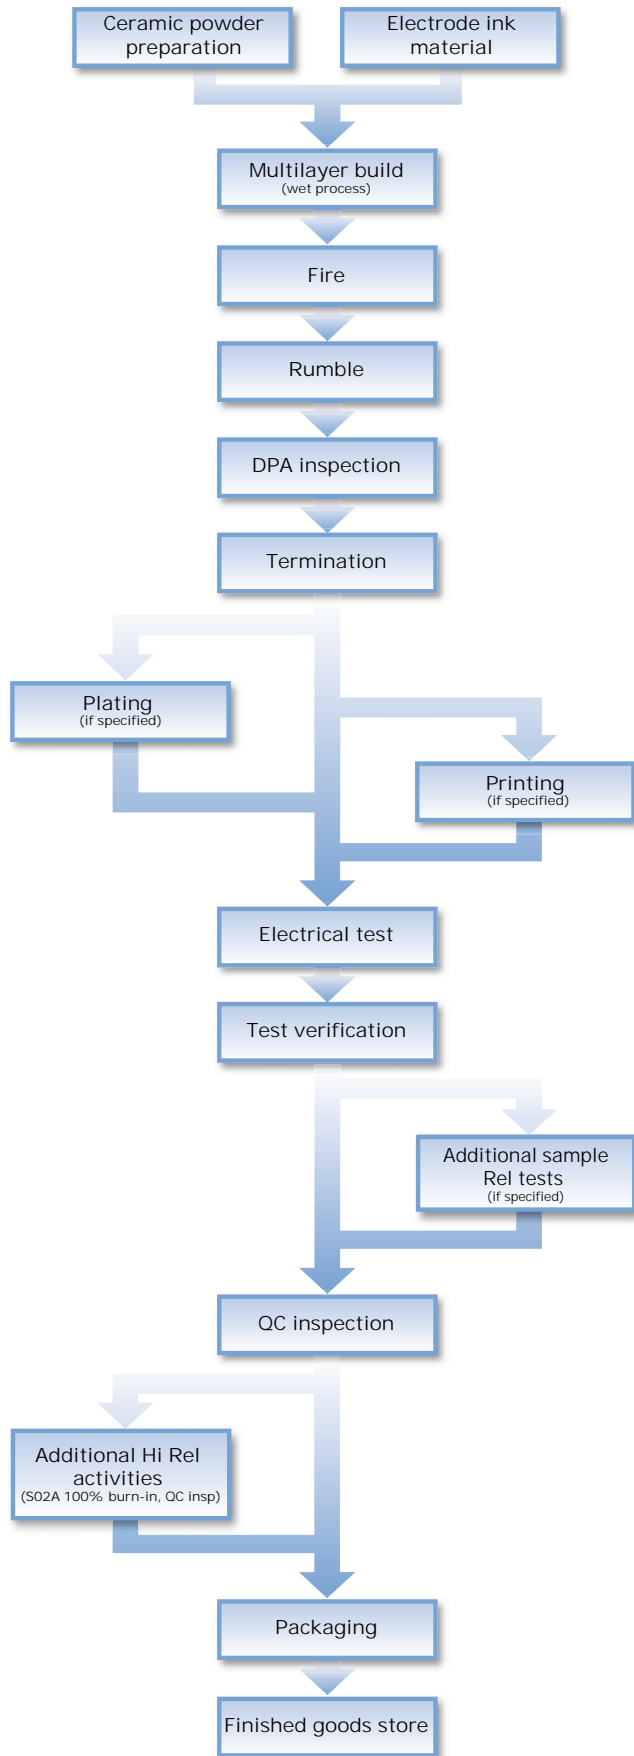 Ceramic powder
preparation
Electrode ink
material
Multilayer build
(wet process)
Fire
Rumble
DPA inspection
Termination
Plating
(if specified)
Printing
(if specified)
Electrical test
Test verification
Additional sample
Rel tests
(if specified)
QC inspection
Additional Hi Rel
activities
(S02A 100% burn-in, QC insp)
Packaging
Finished goods store